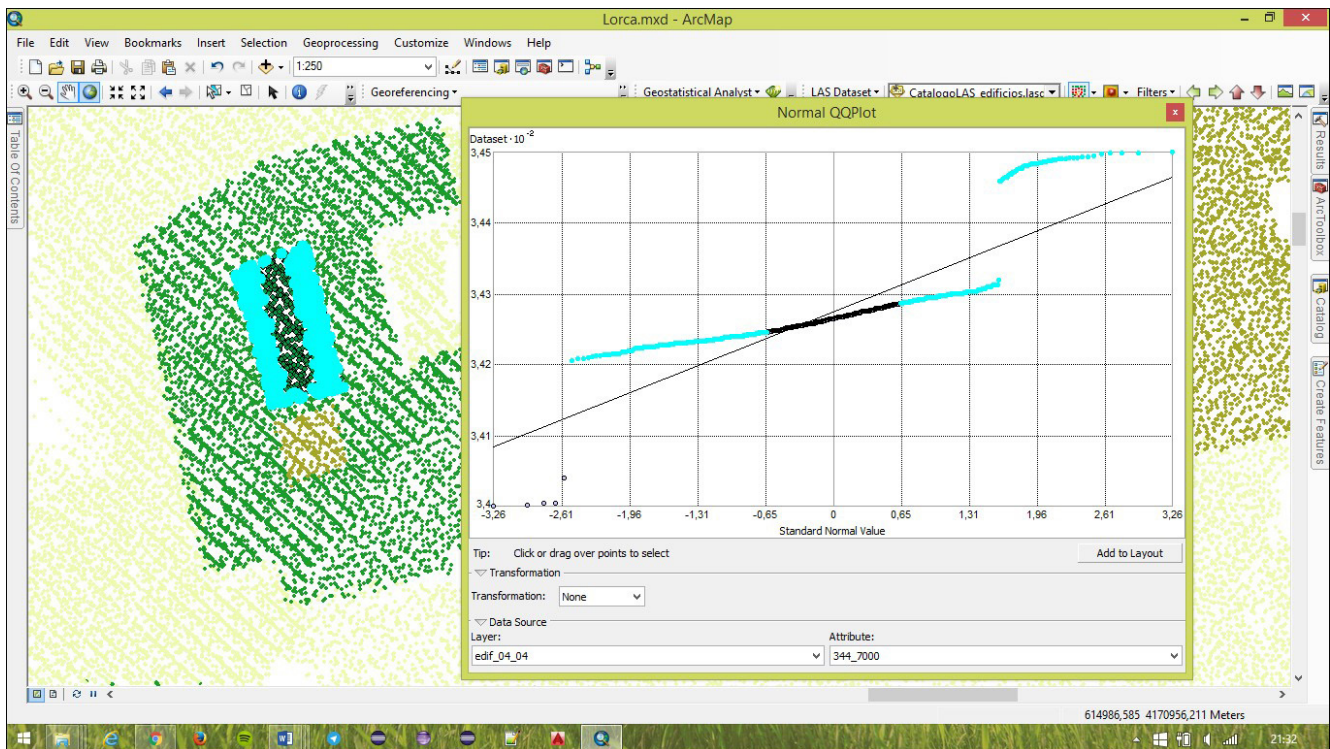 Lorca.mxd - ArcMap
File Edit View Bookmarks Insert Selection Geoprocessing Customize Windows Help
1:250
Georeferencing
Geostatistical Analyst
LAS Dataset
CatalogoLAS_edificios.lasc
Filters
Table Of Contents
Normal QQPlot
Dataset · 10 -2
3,45
3,44
3,43
3,42
3,41
3,4
-3,26 -2,61 -1,96 -1,31 -0,65 0 0,65 1,31 1,96 2,61 3,26
Standard Normal Value
Tip: Click or drag over points to select
Add to Layout
Transformation
Transformation: None
Data Source
Layer: Attribute:
edif_04_04 344_7000
Results
ArcToolbox
Catalog
Create Features
614986,585 4170956,211 Meters
21:32